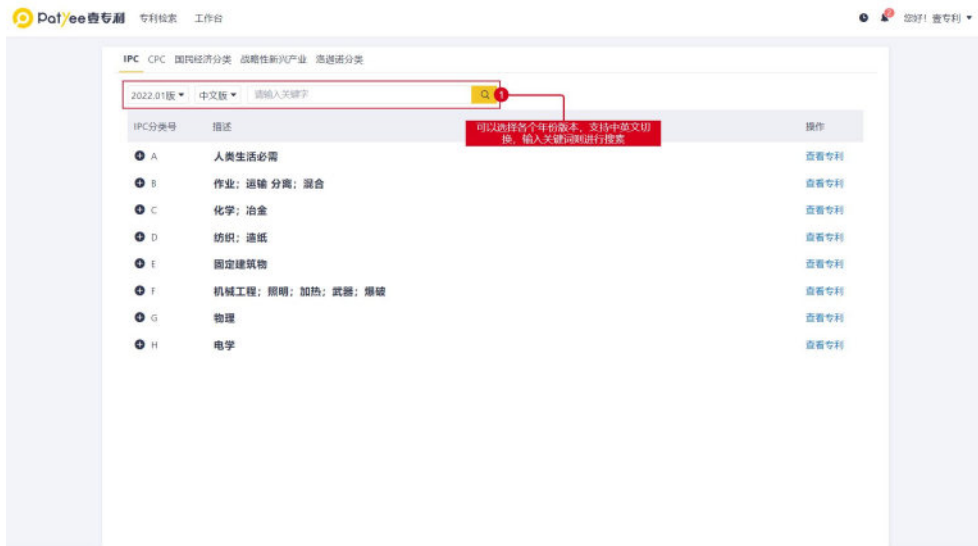 Patyee壹专利 专利检索 工作台 2 您好！壹专利
IPC CPC 国民经济分类 战略性新兴产业 洛迦诺分类
2022.01版 中文版 请输入关键字 1
可以选择各个年份版本，支持中英文切
换，输入关键词则进行搜素
IPC分类号 描述 操作
A 人类生活必需 查看专利
B 作业；运输 分离；混合 查看专利
C 化学；冶金 查看专利
D 纺织；造纸 查看专利
E 固定建筑物 查看专利
F 机械工程；照明；加热；武器；爆破 查看专利
G 物理 查看专利
H 电学 查看专利